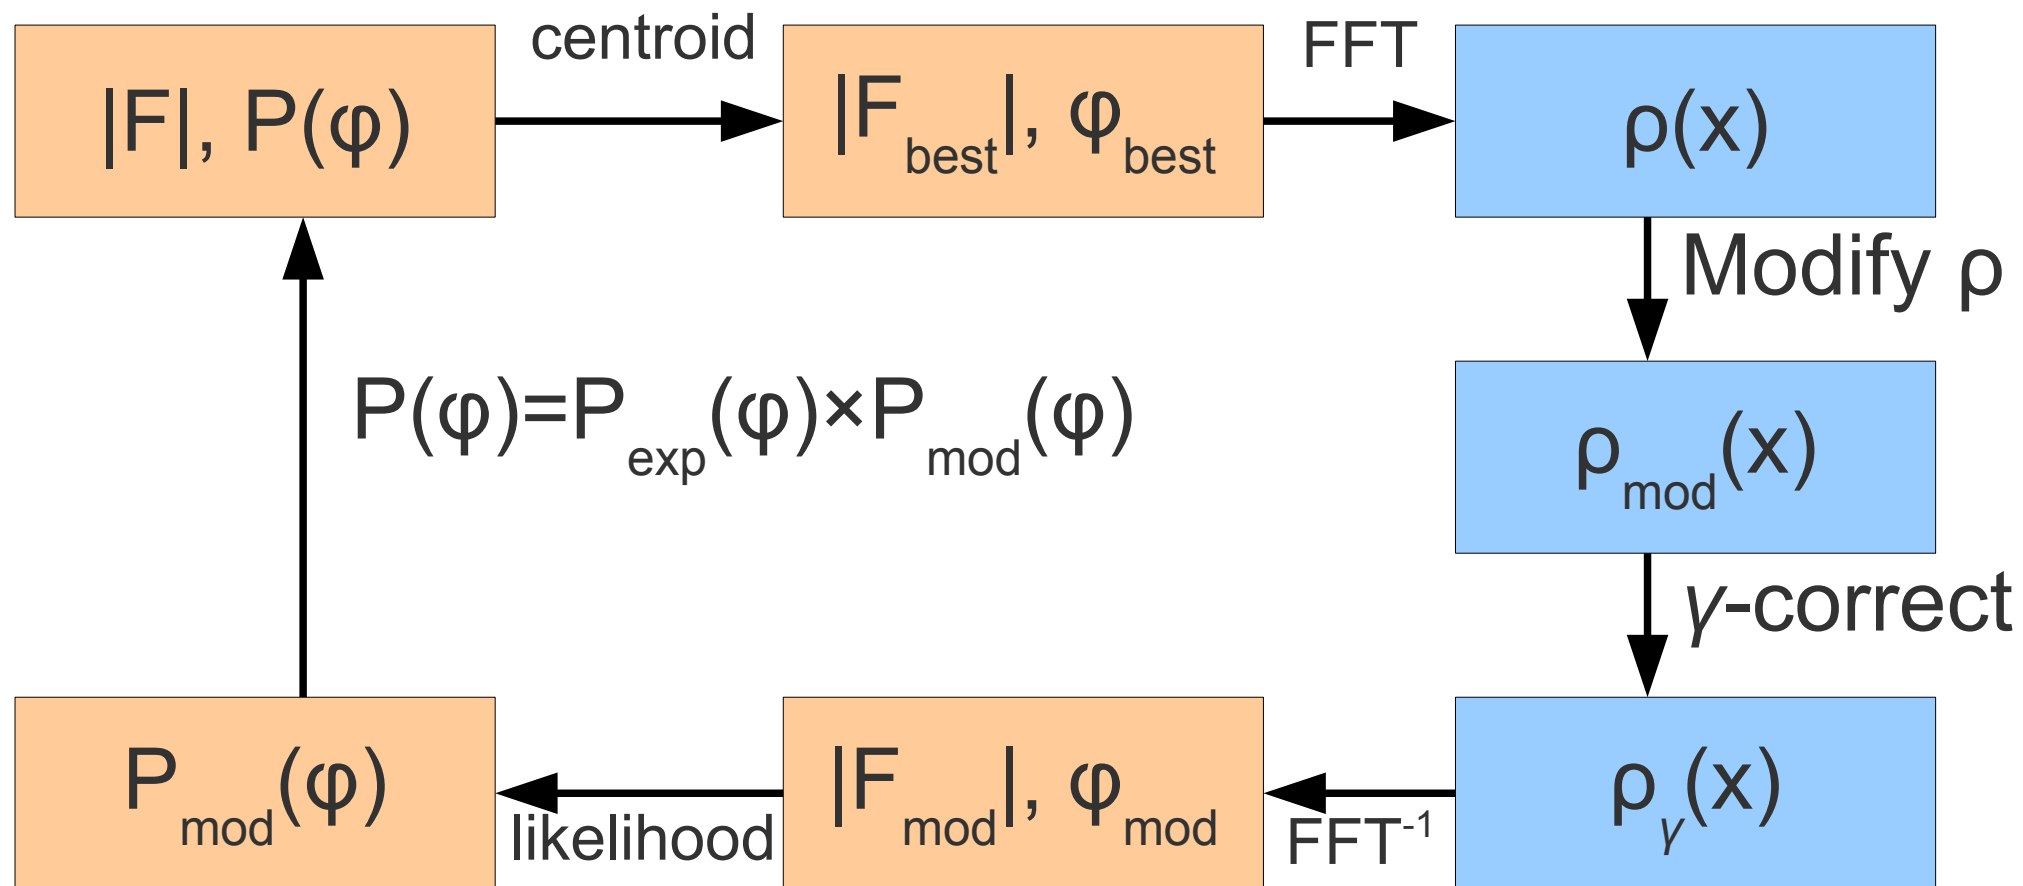 centroid
FFT
|F|, P(φ)
|F_best|, φ_best
ρ(x)
Modify ρ
P(φ)=P_exp(φ)×P_mod(φ)
ρ_mod(x)
γ-correct
P_mod(φ)
|F_mod|, φ_mod
ρ_γ(x)
likelihood
FFT⁻¹